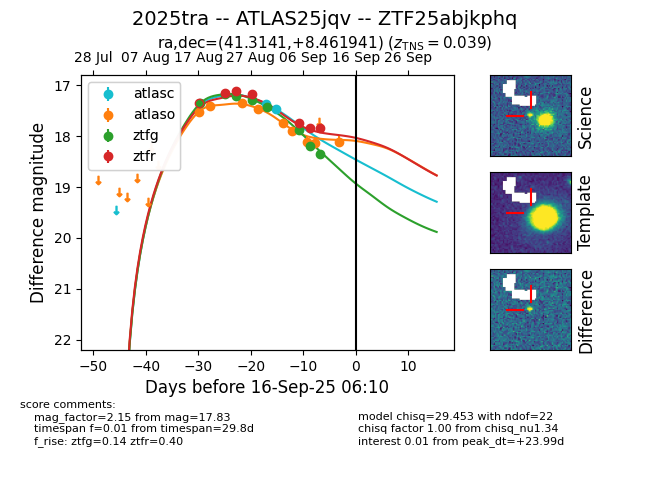 2025tra -- ATLAS25jqv -- ZTF25abjkphq
ra,dec=(41.3141,+8.461941) (zTNS = 0.039)
28 Jul 07 Aug 17 Aug 27 Aug 06 Sep 16 Sep 26 Sep
atlasc
atlaso
ztfg
ztfr
17
18
19
20
21
22
Difference magnitude
−50 −40 −30 −20 −10 0 10
Days before 16-Sep-25 06:10
Science
Template
Difference
score comments:
mag_factor=2.15 from mag=17.83
timespan f=0.01 from timespan=29.8d
f_rise: ztfg=0.14 ztfr=0.40
model chisq=29.453 with ndof=22
chisq factor 1.00 from chisq_nu1.34
interest 0.01 from peak_dt=+23.99d